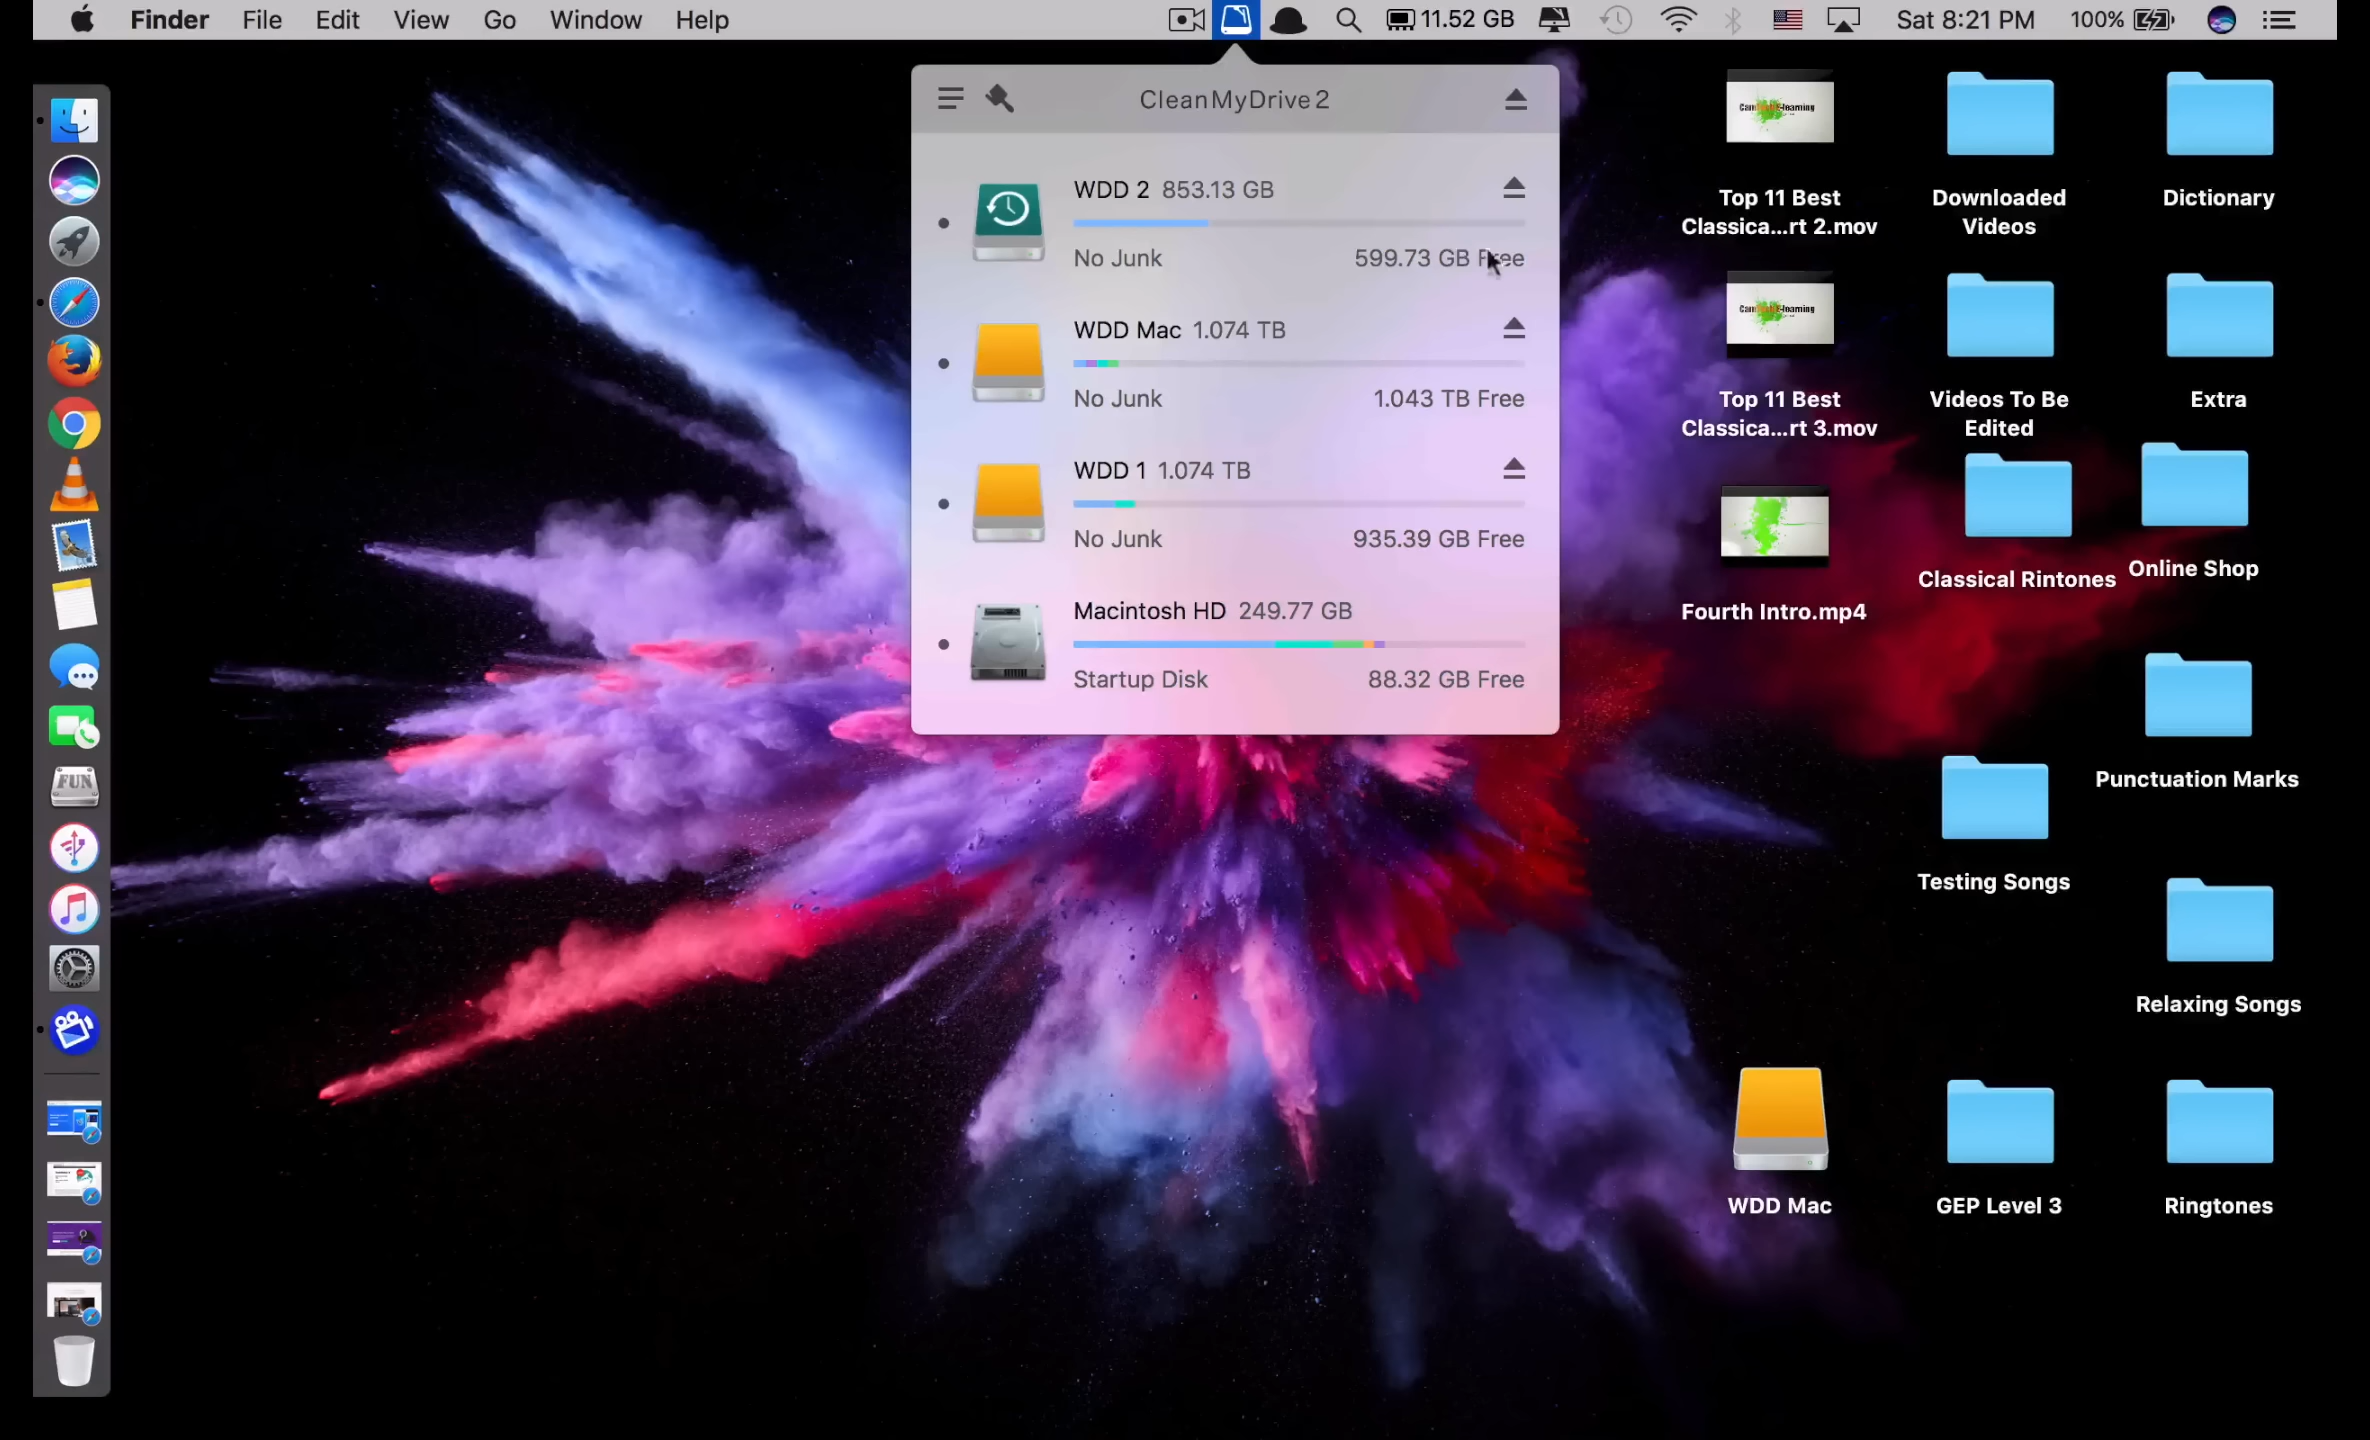 Finder File Edit View Go Window Help 11.52 GB Sat 8:21 PM 100%
CleanMyDrive 2
WDD 2 853.13 GB
No Junk 599.73 GB Free
WDD Mac 1.074 TB
No Junk 1.043 TB Free
WDD 1 1.074 TB
No Junk 935.39 GB Free
Macintosh HD 249.77 GB
Startup Disk 88.32 GB Free
Top 11 Best
Classica...rt 2.mov
Downloaded
Videos
Dictionary
Top 11 Best
Classica...rt 3.mov
Videos To Be
Edited
Extra
Fourth Intro.mp4
Classical Rintones
Online Shop
Punctuation Marks
Testing Songs
Relaxing Songs
WDD Mac
GEP Level 3
Ringtones
FUN